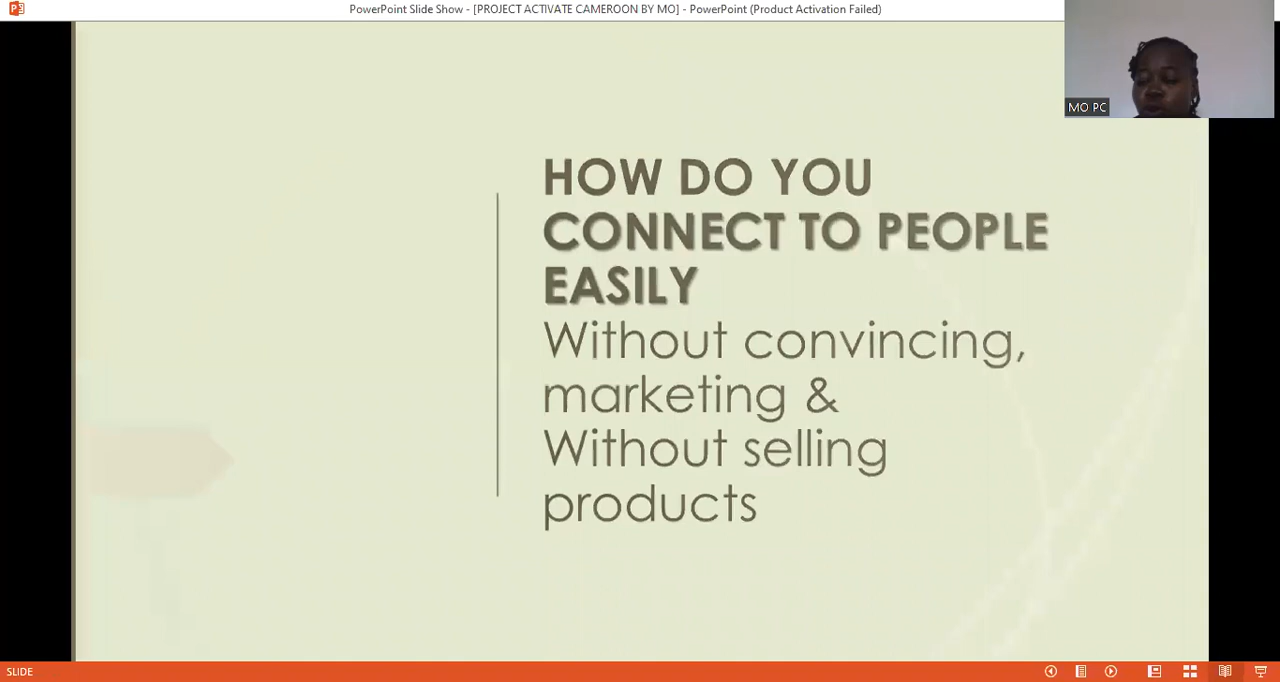 PowerPoint Slide Show - [PROJECT ACTIVATE CAMEROON BY MO] - PowerPoint (Product Activation Failed)
MO PC
HOW DO YOU
CONNECT TO PEOPLE
EASILY
Without convincing,
marketing &
Without selling
products
SLIDE